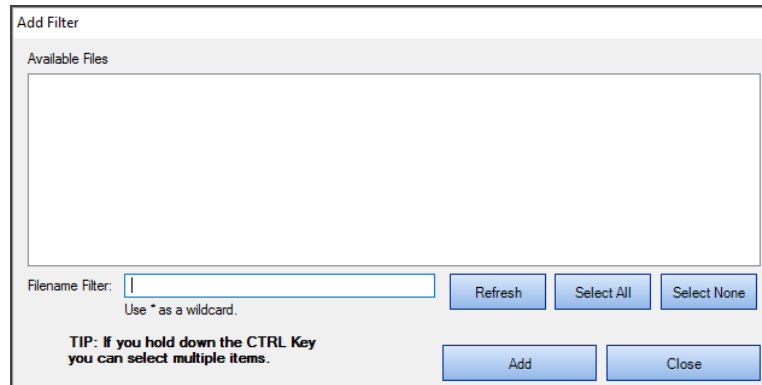 Add Filter
Available Files
Filename Filter:
Refresh
Select All
Select None
Use * as a wildcard.
TIP: If you hold down the CTRL Key
you can select multiple items.
Add
Close